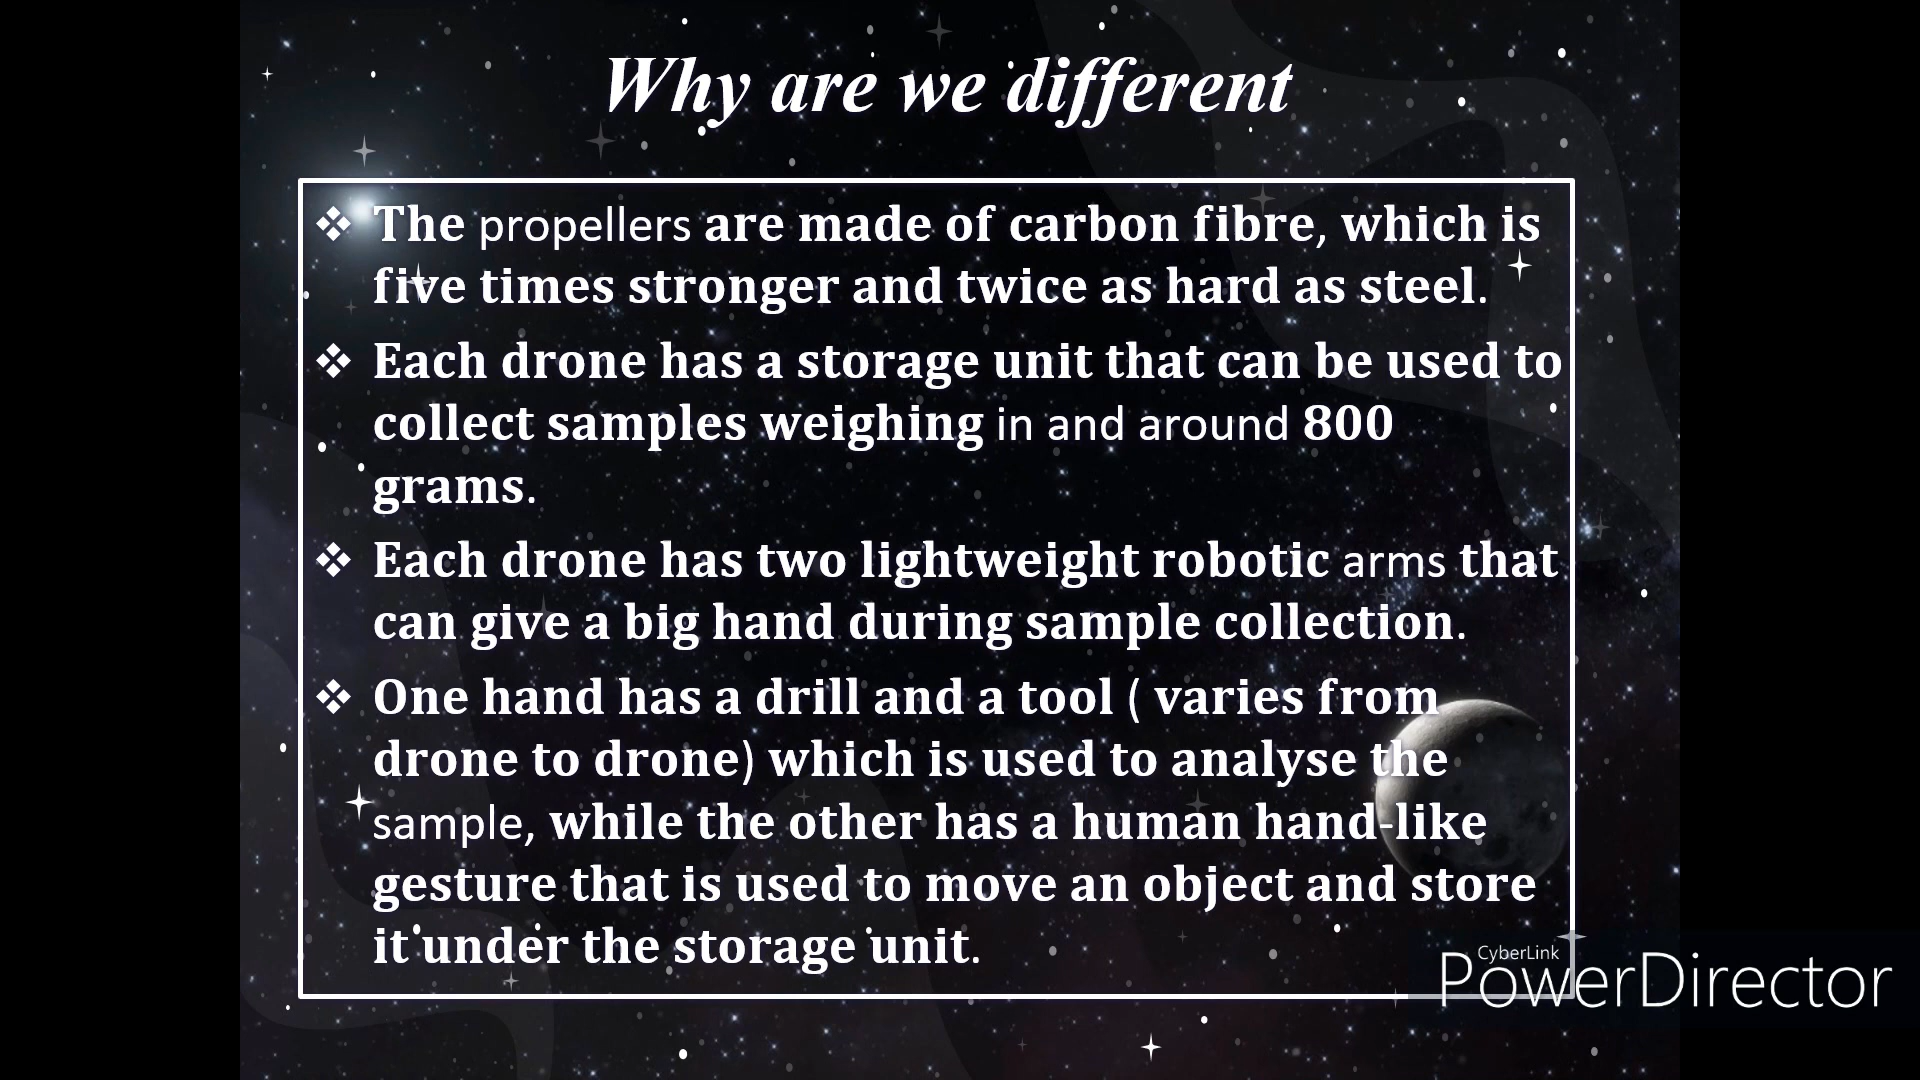 Why are we different
❖ The propellers are made of carbon fibre, which is
five times stronger and twice as hard as steel.
❖ Each drone has a storage unit that can be used to
collect samples weighing in and around 800
grams.
❖ Each drone has two lightweight robotic arms that
can give a big hand during sample collection.
❖ One hand has a drill and a tool ( varies from
drone to drone) which is used to analyse the
sample, while the other has a human hand-like
gesture that is used to move an object and store
it under the storage unit.
CyberLink
PowerDirector